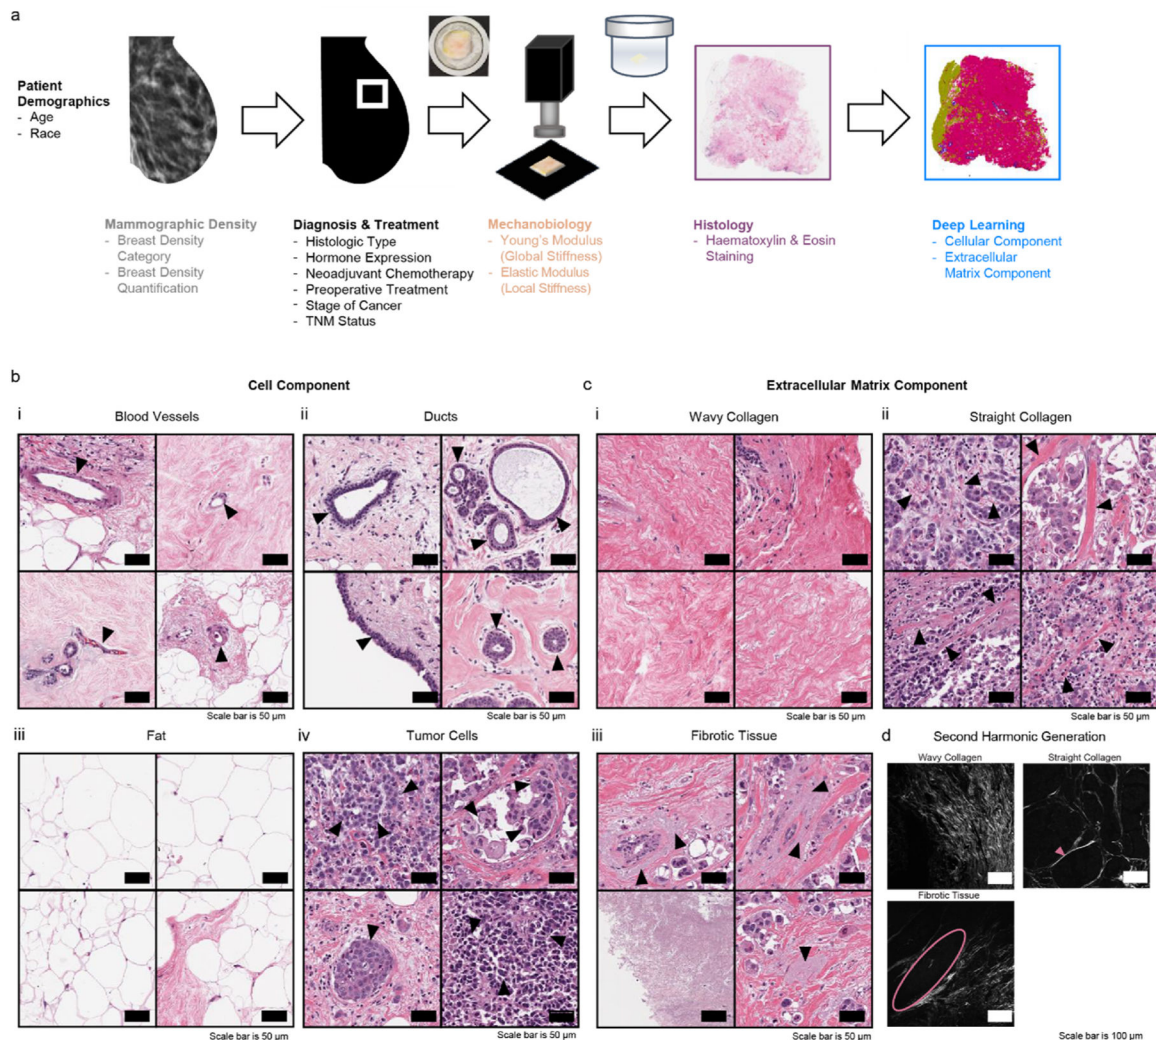 a
Patient
Demographics
- Age
- Race
Mammographic Density
- Breast Density
Category
- Breast Density
Quantification
Diagnosis & Treatment
- Histologic Type
- Hormone Expression
- Neoadjuvant Chemotherapy
- Preoperative Treatment
- Stage of Cancer
- TNM Status
Mechanobiology
- Young's Modulus
(Global Stiffness)
- Elastic Modulus
(Local Stiffness)
Histology
- Haematoxylin & Eosin
Staining
Deep Learning
- Cellular Component
- Extracellular
Matrix Component
b
Cell Component
i
Blood Vessels
Scale bar is 50 µm
ii
Ducts
Scale bar is 50 µm
iii
Fat
Scale bar is 50 µm
iv
Tumor Cells
Scale bar is 50 µm
c
Extracellular Matrix Component
i
Wavy Collagen
Scale bar is 50 µm
ii
Straight Collagen
Scale bar is 50 µm
iii
Fibrotic Tissue
Scale bar is 50 µm
d
Second Harmonic Generation
Wavy Collagen
Straight Collagen
Fibrotic Tissue
Scale bar is 100 µm